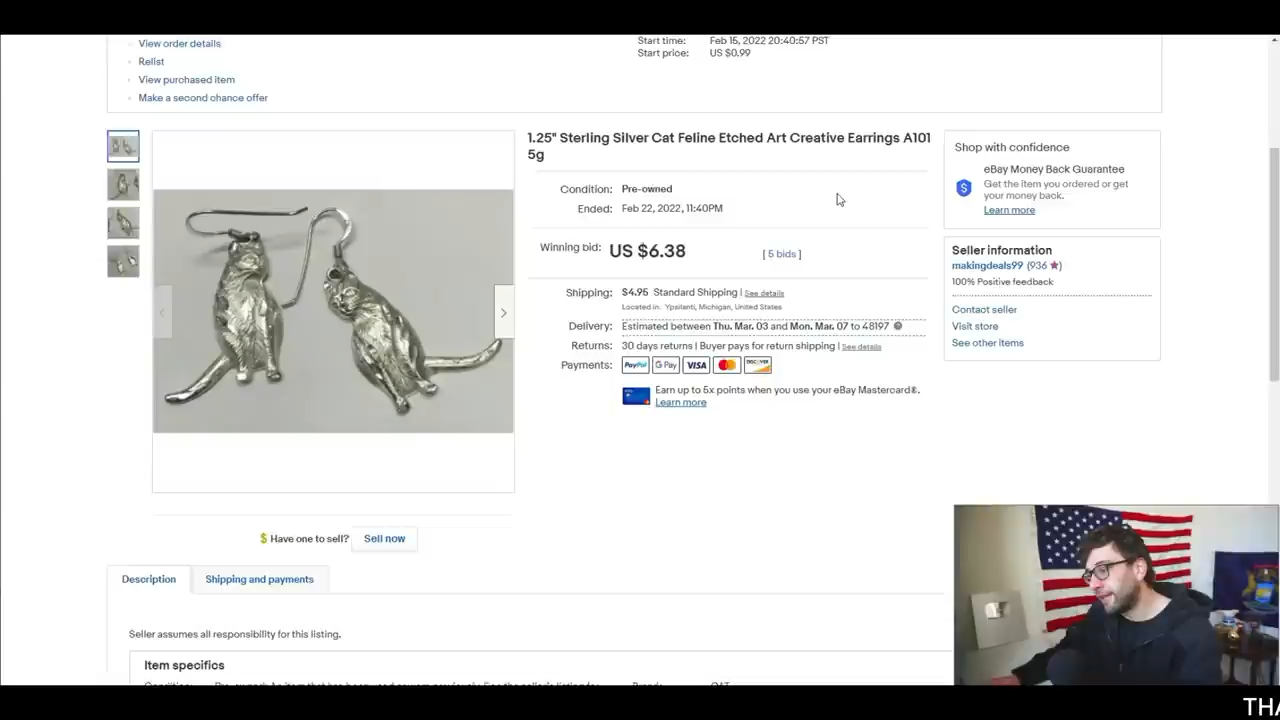 View order details
Relist
View purchased item
Make a second chance offer
Start time: Feb 15, 2022 20:40:57 PST
Start price: US $0.99
1.25" Sterling Silver Cat Feline Etched Art Creative Earrings A101
5g
Condition: Pre-owned
Ended: Feb 22, 2022, 11:40PM
Winning bid: US $6.38 [ 5 bids ]
Shipping: $4.95 Standard Shipping | See details
Located in: Ypsilanti, Michigan, United States
Delivery: Estimated between Thu. Mar. 03 and Mon. Mar. 07 to 48197
Returns: 30 days returns | Buyer pays for return shipping | See details
Payments: PayPal G Pay VISA DISCOVER
Earn up to 5x points when you use your eBay Mastercard®.
Learn more
Shop with confidence
eBay Money Back Guarantee
Get the item you ordered or get
your money back.
Learn more
Seller information
makingdeals99 (936 )
100% Positive feedback
Contact seller
Visit store
See other items
$ Have one to sell? Sell now
Description
Shipping and payments
Seller assumes all responsibility for this listing.
Item specifics
THA